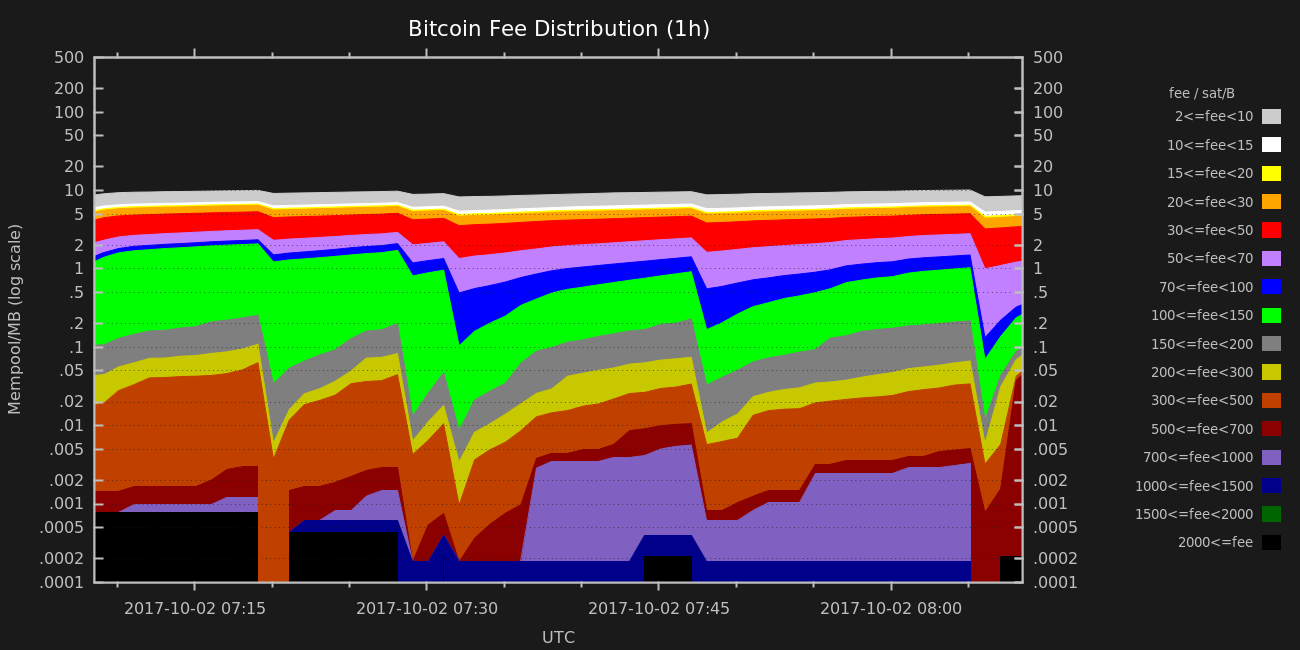 Bitcoin Fee Distribution (1h)
Mempool/MB (log scale)
500
200
100
50
20
10
5
2
1
.5
.2
.1
.05
.02
.01
.005
.002
.001
.0005
.0002
.0001
500
200
100
50
20
10
5
2
1
.5
.2
.1
.05
.02
.01
.005
.002
.001
.0005
.0002
.0001
2017-10-02 07:15
2017-10-02 07:30
2017-10-02 07:45
2017-10-02 08:00
UTC
fee / sat/B
2<=fee<10
10<=fee<15
15<=fee<20
20<=fee<30
30<=fee<50
50<=fee<70
70<=fee<100
100<=fee<150
150<=fee<200
200<=fee<300
300<=fee<500
500<=fee<700
700<=fee<1000
1000<=fee<1500
1500<=fee<2000
2000<=fee